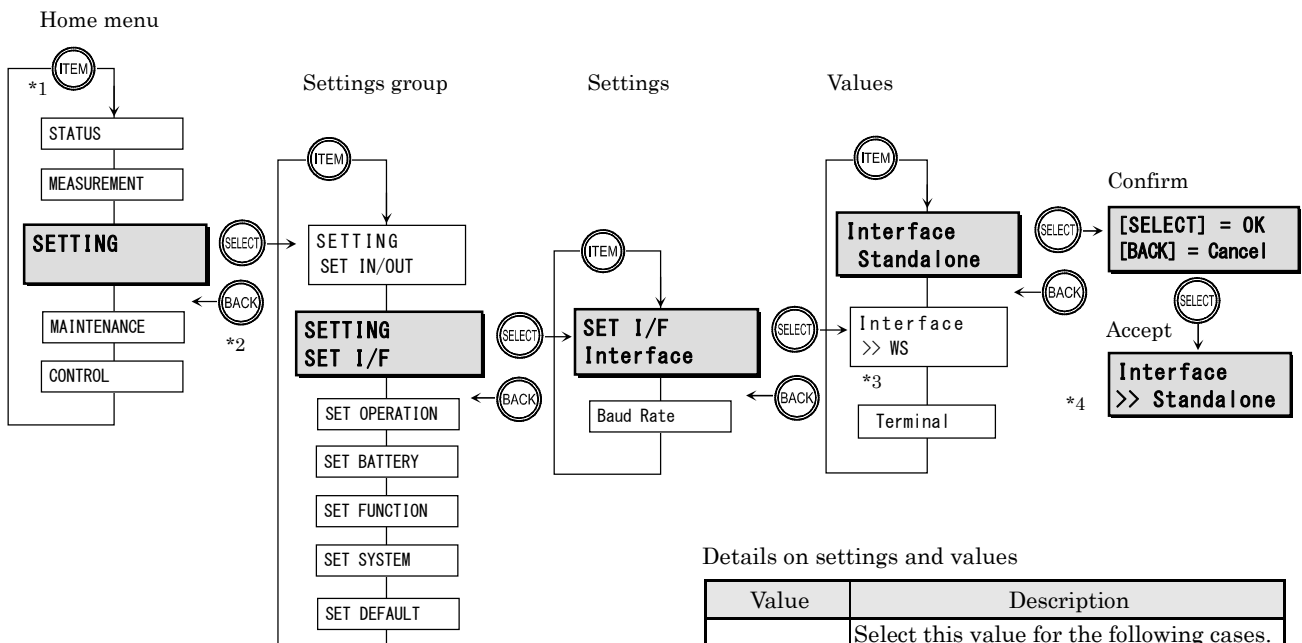 Home menu
ITEM
*1
STATUS
MEASUREMENT
SETTING
SELECT
BACK
*2
MAINTENANCE
CONTROL
Settings group
ITEM
SETTING
SET IN/OUT
SETTING
SET I/F
SELECT
BACK
SET OPERATION
SET BATTERY
SET FUNCTION
SET SYSTEM
SET DEFAULT
Settings
ITEM
SET I/F
Interface
SELECT
BACK
Baud Rate
Values
ITEM
Interface
Standalone
SELECT
BACK
Interface
>> WS
*3
Terminal
Confirm
[SELECT] = OK
[BACK] = Cancel
SELECT
Accept
Interface
>> Standalone
*4
Details on settings and values
Value Description
Select this value for the following cases.